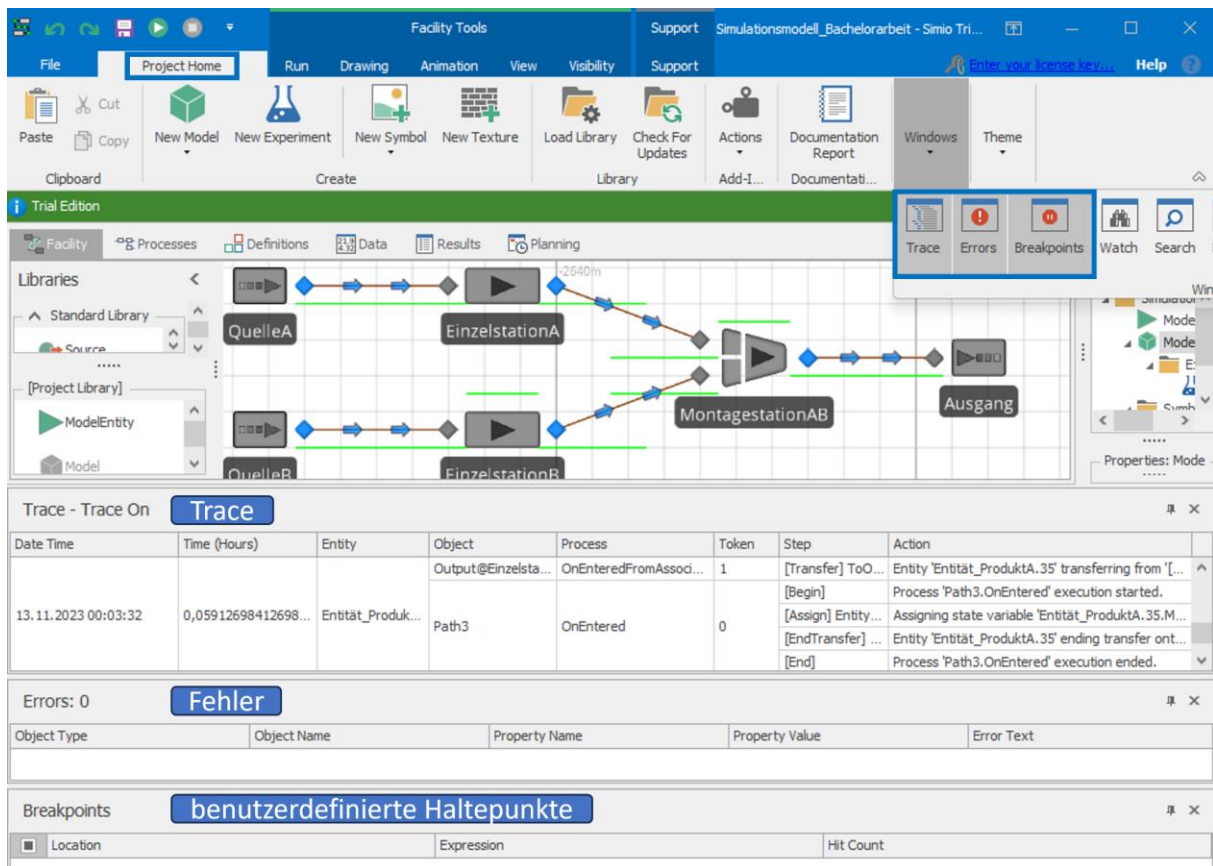 Facility Tools Support Simulationsmodell_Bachelorarbeit - Simio Tri...
File Project Home Run Drawing Animation View Visibility Support Enter your license key... Help
Paste Cut Copy New Model New Experiment New Symbol New Texture Load Library Check For Updates Actions Documentation Report Windows Theme
Clipboard Create Library Add-I... Documentati...
Trial Edition
Trace Errors Breakpoints Watch Search
Facility Processes Definitions Data Results Planning
Win
Libraries
Standard Library
Source
[Project Library]
ModelEntity
Model
-2640m
QuelleA EinzelstationA
MontagestationAB Ausgang
QuelleB EinzelstationB
Mode
Mode
E
Properties: Mode
Trace - Trace On Trace
Date Time Time (Hours) Entity Object Process Token Step Action
Output@Einzelsta... OnEnteredFromAssoci... 1 [Transfer] ToO... Entity 'Entität_ProduktA.35' transferring from '[...
13.11.2023 00:03:32 0,05912698412698... Entität_Produk... Path3 OnEntered 0 [Begin] Process 'Path3.OnEntered' execution started.
[Assign] Entity... Assigning state variable 'Entität_ProduktA.35.M...
[EndTransfer] ... Entity 'Entität_ProduktA.35' ending transfer ont...
[End] Process 'Path3.OnEntered' execution ended.
Errors: 0 Fehler
Object Type Object Name Property Name Property Value Error Text
Breakpoints benutzerdefinierte Haltepunkte
Location Expression Hit Count